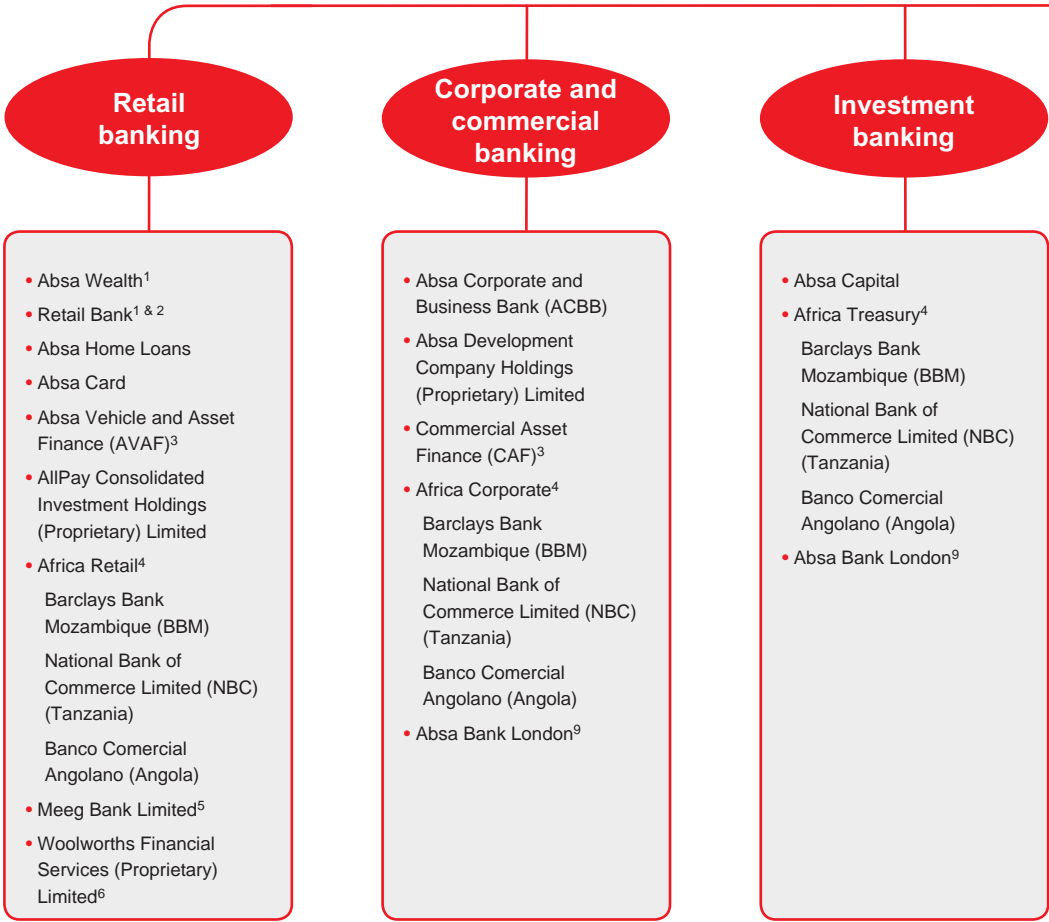 Retail
banking
• Absa Wealth1
• Retail Bank1 & 2
• Absa Home Loans
• Absa Card
• Absa Vehicle and Asset
Finance (AVAF)3
• AllPay Consolidated
Investment Holdings
(Proprietary) Limited
• Africa Retail4
Barclays Bank
Mozambique (BBM)
National Bank of
Commerce Limited (NBC)
(Tanzania)
Banco Comercial
Angolano (Angola)
• Meeg Bank Limited5
• Woolworths Financial
Services (Proprietary)
Limited6
Corporate and
commercial
banking
• Absa Corporate and
Business Bank (ACBB)
• Absa Development
Company Holdings
(Proprietary) Limited
• Commercial Asset
Finance (CAF)3
• Africa Corporate4
Barclays Bank
Mozambique (BBM)
National Bank of
Commerce Limited (NBC)
(Tanzania)
Banco Comercial
Angolano (Angola)
• Absa Bank London9
Investment
banking
• Absa Capital
• Africa Treasury4
Barclays Bank
Mozambique (BBM)
National Bank of
Commerce Limited (NBC)
(Tanzania)
Banco Comercial
Angolano (Angola)
• Absa Bank London9